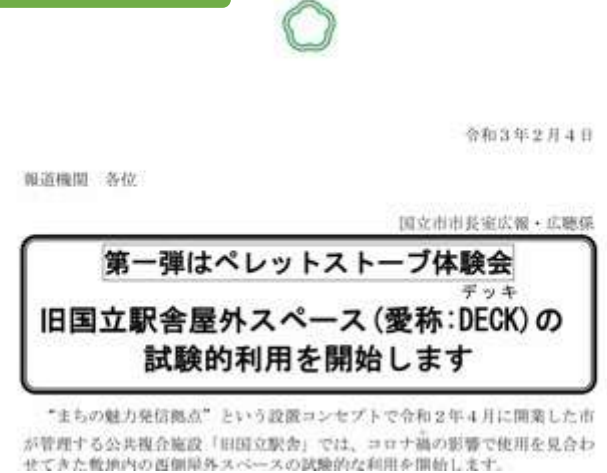 令和3年2月4日
報道機関 各位
国立市市長室広報・広聴係
第一弾はペレットストーブ体験会
デッキ
旧国立駅舎屋外スペース(愛称:DECK)の
試験的利用を開始します
“まちの魅力発信拠点”という設置コンセプトで令和2年4月に開業した市
が管理する公共複合施設「旧国立駅舎」では、コロナ禍の影響で使用を見合わ
せてきた敷地内の西側屋外スペースの試験的な利用を開始します。